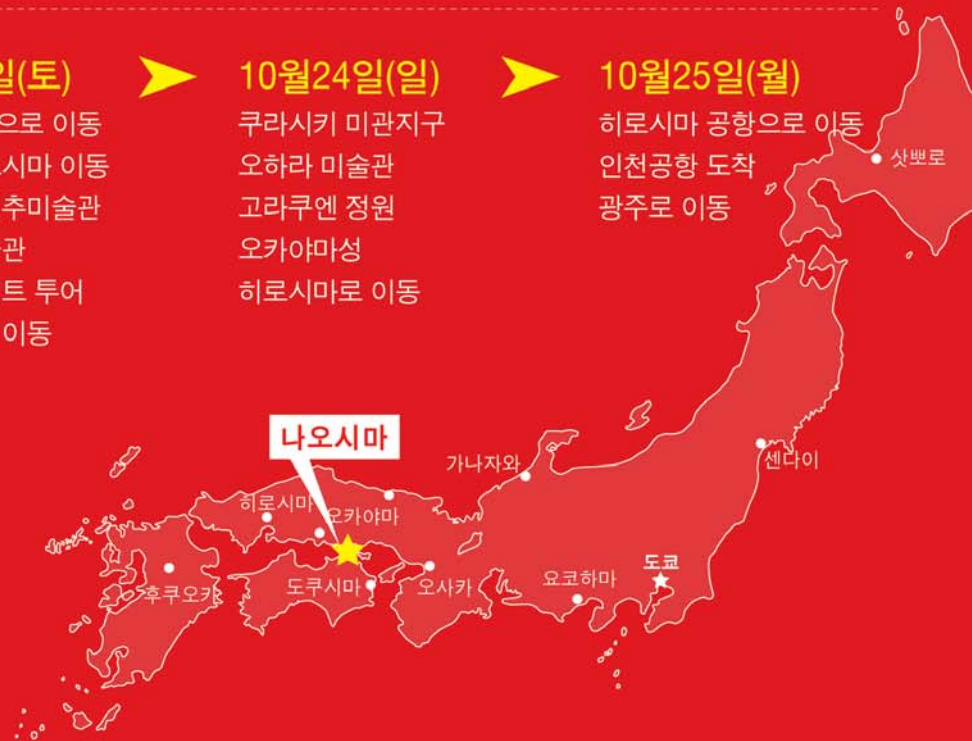 일(토)
으로 이동
시마 이동
추미술관
관
트 투어
이동
10월24일(일)
쿠라시키 미관지구
오하라 미술관
고라쿠엔 정원
오카야마성
히로시마로 이동
10월25일(월)
히로시마 공항으로 이동
인천공항 도착
광주로 이동
삿뽀로
나오시마
가나자와
센다이
히로시마
오카야마
도쿄
후쿠오카
도쿠시마
오사카
요코하마